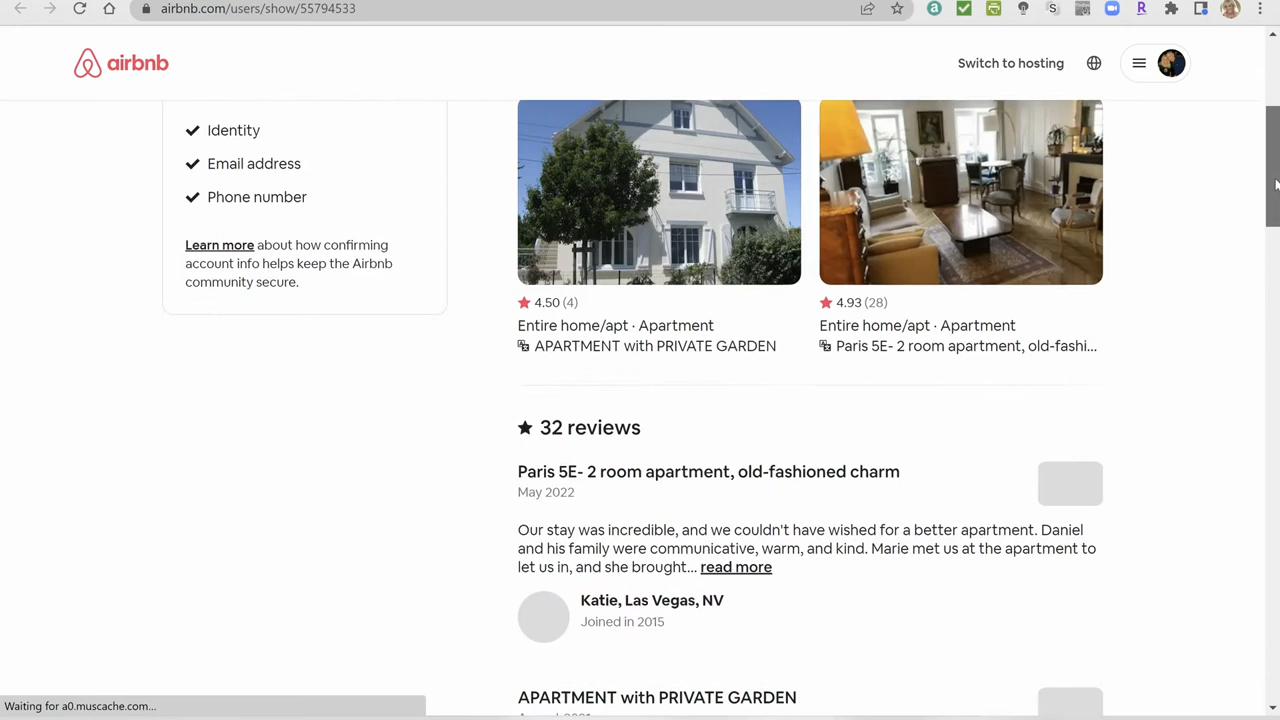 airbnb.com/users/show/55794533
airbnb
Switch to hosting
Identity
Email address
Phone number
Learn more about how confirming
account info helps keep the Airbnb
community secure.
4.50 (4)
Entire home/apt · Apartment
APARTMENT with PRIVATE GARDEN
4.93 (28)
Entire home/apt · Apartment
Paris 5E- 2 room apartment, old-fashi...
32 reviews
Paris 5E- 2 room apartment, old-fashioned charm
May 2022
Our stay was incredible, and we couldn't have wished for a better apartment. Daniel
and his family were communicative, warm, and kind. Marie met us at the apartment to
let us in, and she brought... read more
Katie, Las Vegas, NV
Joined in 2015
APARTMENT with PRIVATE GARDEN
Waiting for a0.muscache.com...